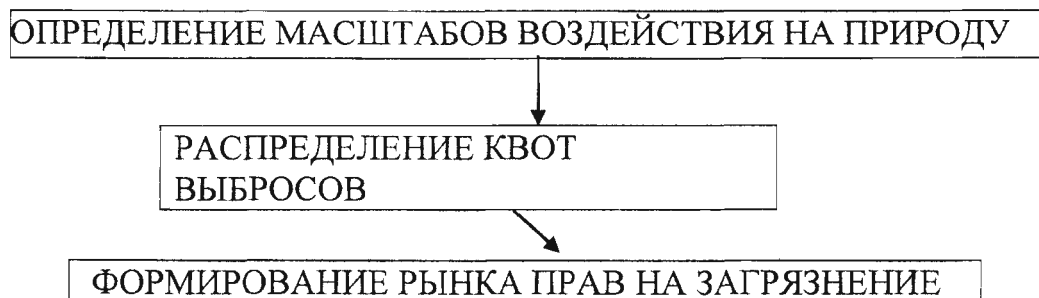 ОПРЕДЕЛЕНИЕ МАСШТАБОВ ВОЗДЕЙСТВИЯ НА ПРИРОДУ
РАСПРЕДЕЛЕНИЕ КВОТ
ВЫБРОСОВ
ФОРМИРОВАНИЕ РЫНКА ПРАВ НА ЗАГРЯЗНЕНИЕ